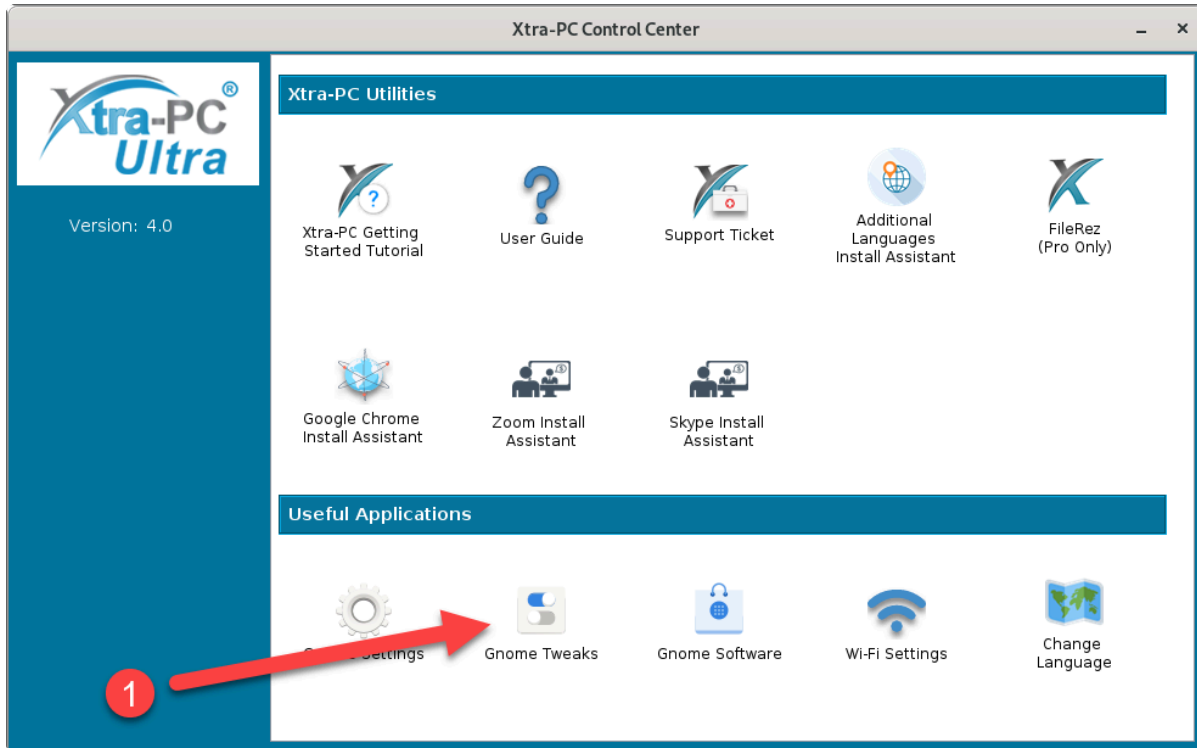 Xtra-PC Control Center
Xtra-PC®
Ultra
Version: 4.0
Xtra-PC Utilities
Xtra-PC Getting
Started Tutorial
User Guide
Support Ticket
Additional
Languages
Install Assistant
FileRez
(Pro Only)
Google Chrome
Install Assistant
Zoom Install
Assistant
Skype Install
Assistant
Useful Applications
Settings
Gnome Tweaks
Gnome Software
Wi-Fi Settings
Change
Language
1